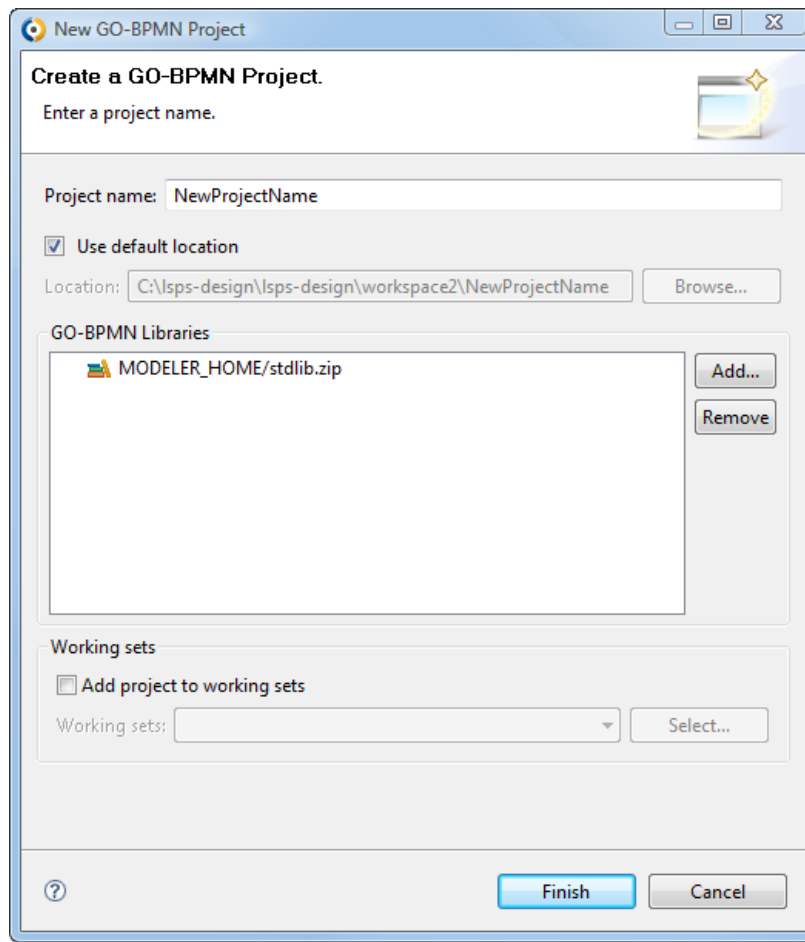 New GO-BPMN Project
Create a GO-BPMN Project.
Enter a project name.
Project name: NewProjectName
Use default location
Location: C:\lsps-design\lsps-design\workspace2\NewProjectName Browse...
GO-BPMN Libraries
MODELER_HOME/stdlib.zip Add...
Remove
Working sets
Add project to working sets
Working sets: Select...
? Finish Cancel